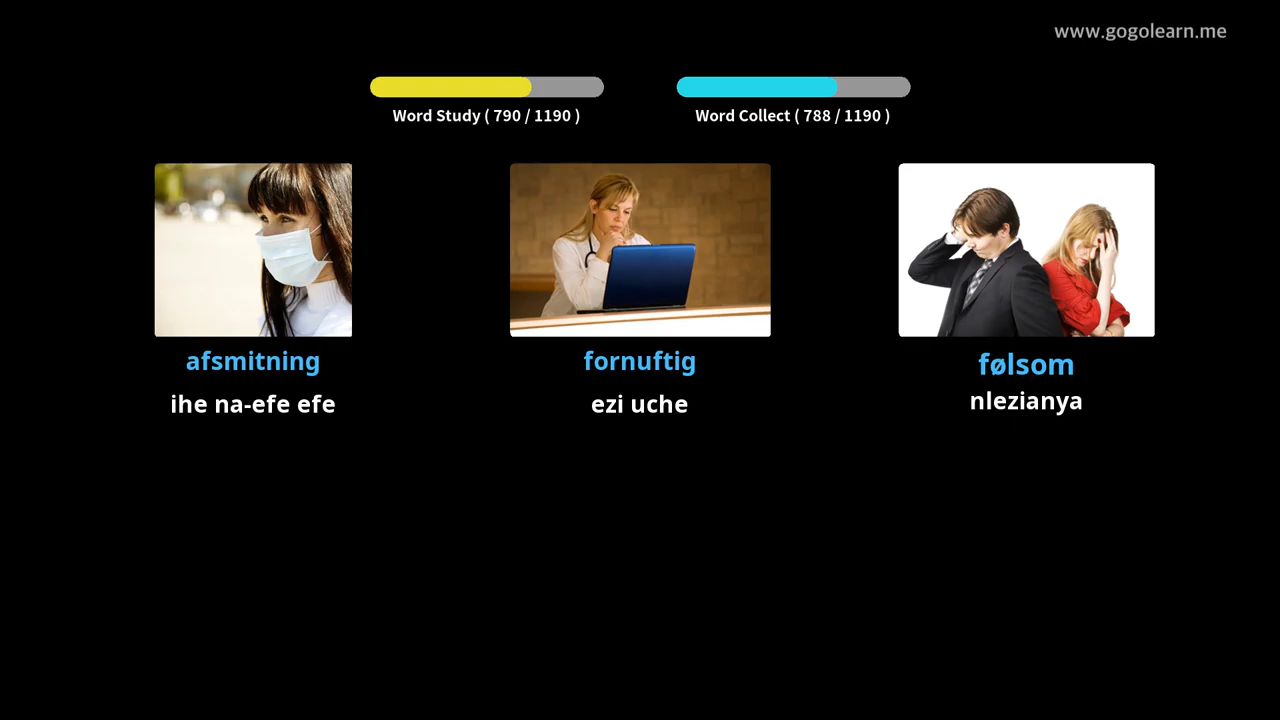 www.gogolearn.me
Word Study ( 790 / 1190 )
Word Collect ( 788 / 1190 )
afsmitning
fornuftig
følsom
ihe na-efe efe
ezi uche
nlezianya